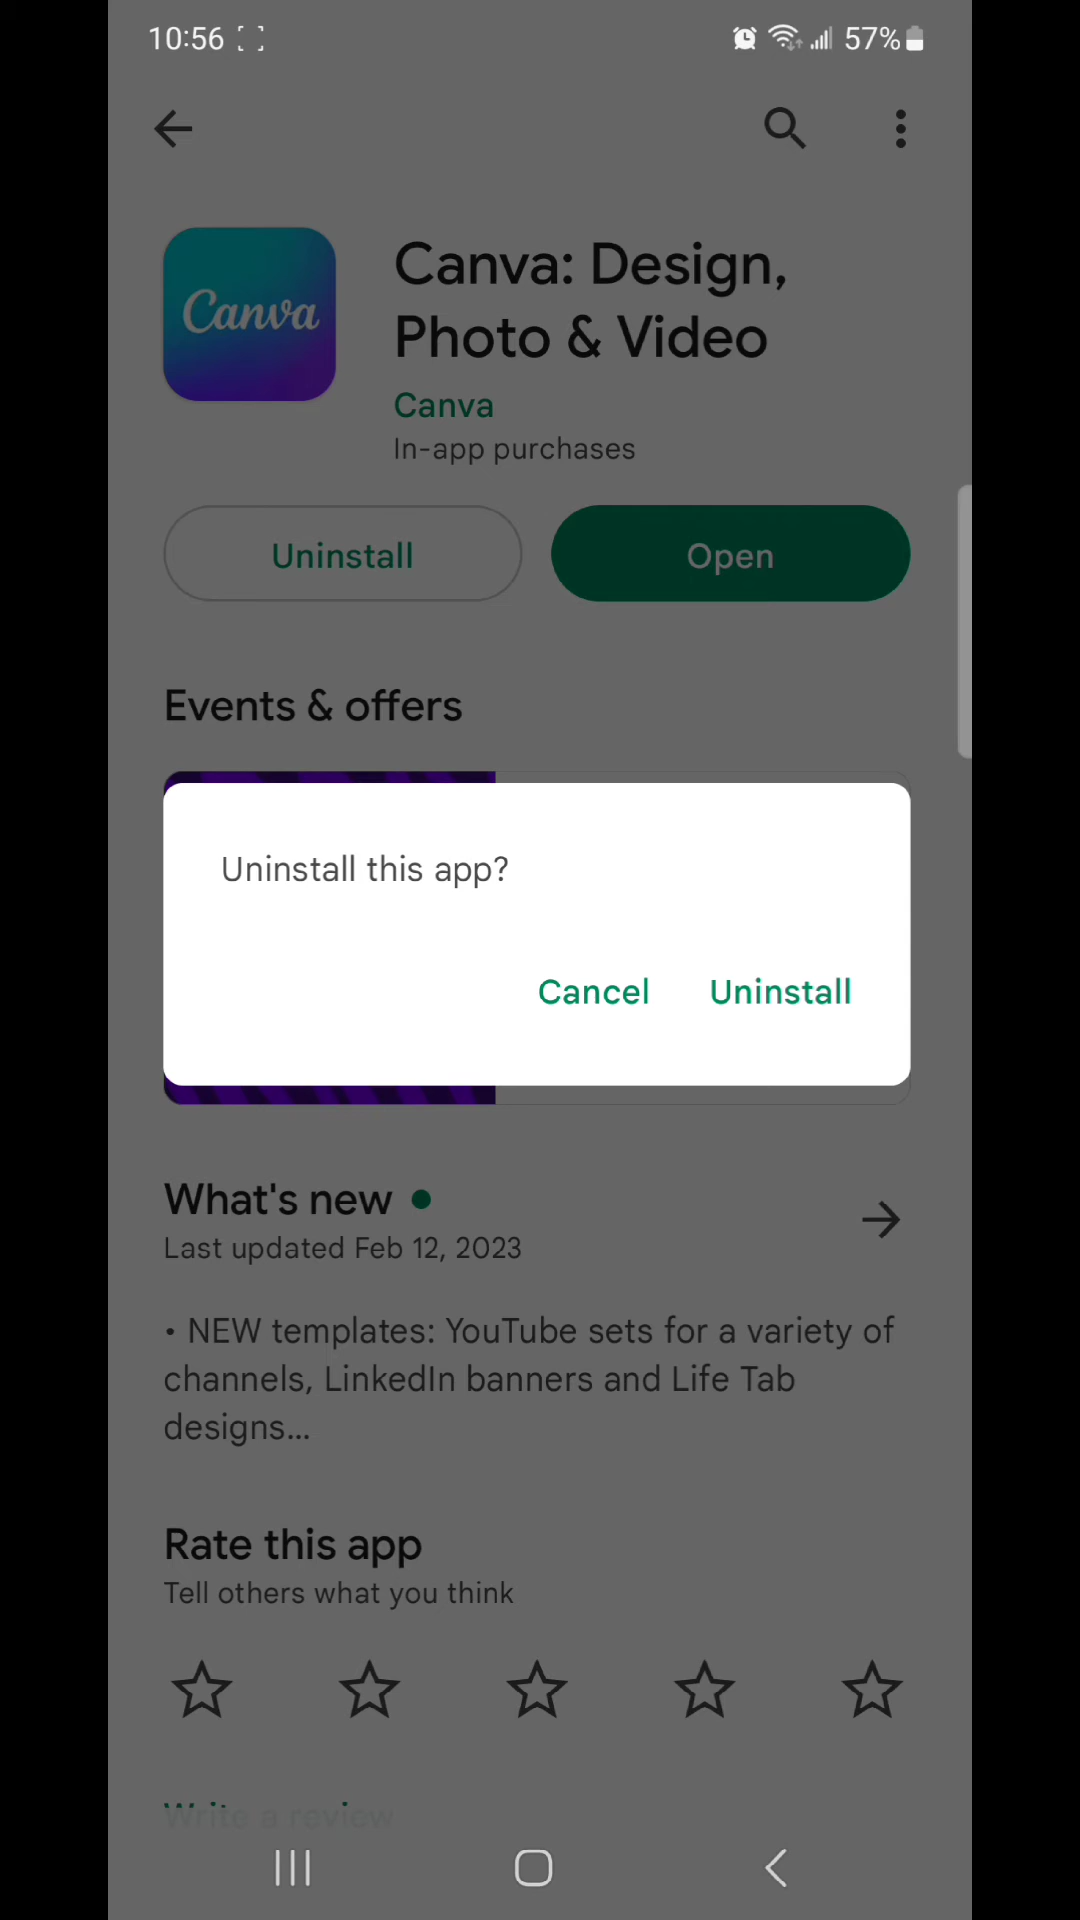 10:56
57%
Canva
Canva: Design,
Photo & Video
Canva
In-app purchases
Uninstall
Open
Events & offers
Uninstall this app?
Cancel
Uninstall
What's new
Last updated Feb 12, 2023
• NEW templates: YouTube sets for a variety of
channels, LinkedIn banners and Life Tab
designs...
Rate this app
Tell others what you think
Write a review